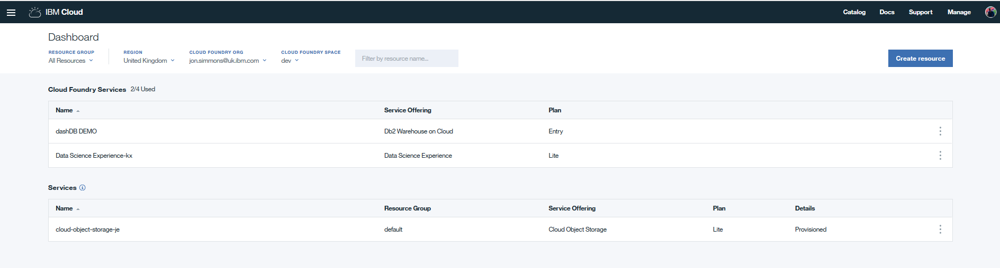 IBM Cloud Catalog Docs Support Manage
Dashboard
RESOURCE GROUP REGION CLOUD FOUNDRY ORG CLOUD FOUNDRY SPACE
All Resources United Kingdom jon.simmons@uk.ibm.com dev Filter by resource name... Create resource
Cloud Foundry Services 2/4 Used
Name Service Offering Plan
dashDB DEMO Db2 Warehouse on Cloud Entry
Data Science Experience-kx Data Science Experience Lite
Services
Name Resource Group Service Offering Plan Details
cloud-object-storage-je default Cloud Object Storage Lite Provisioned